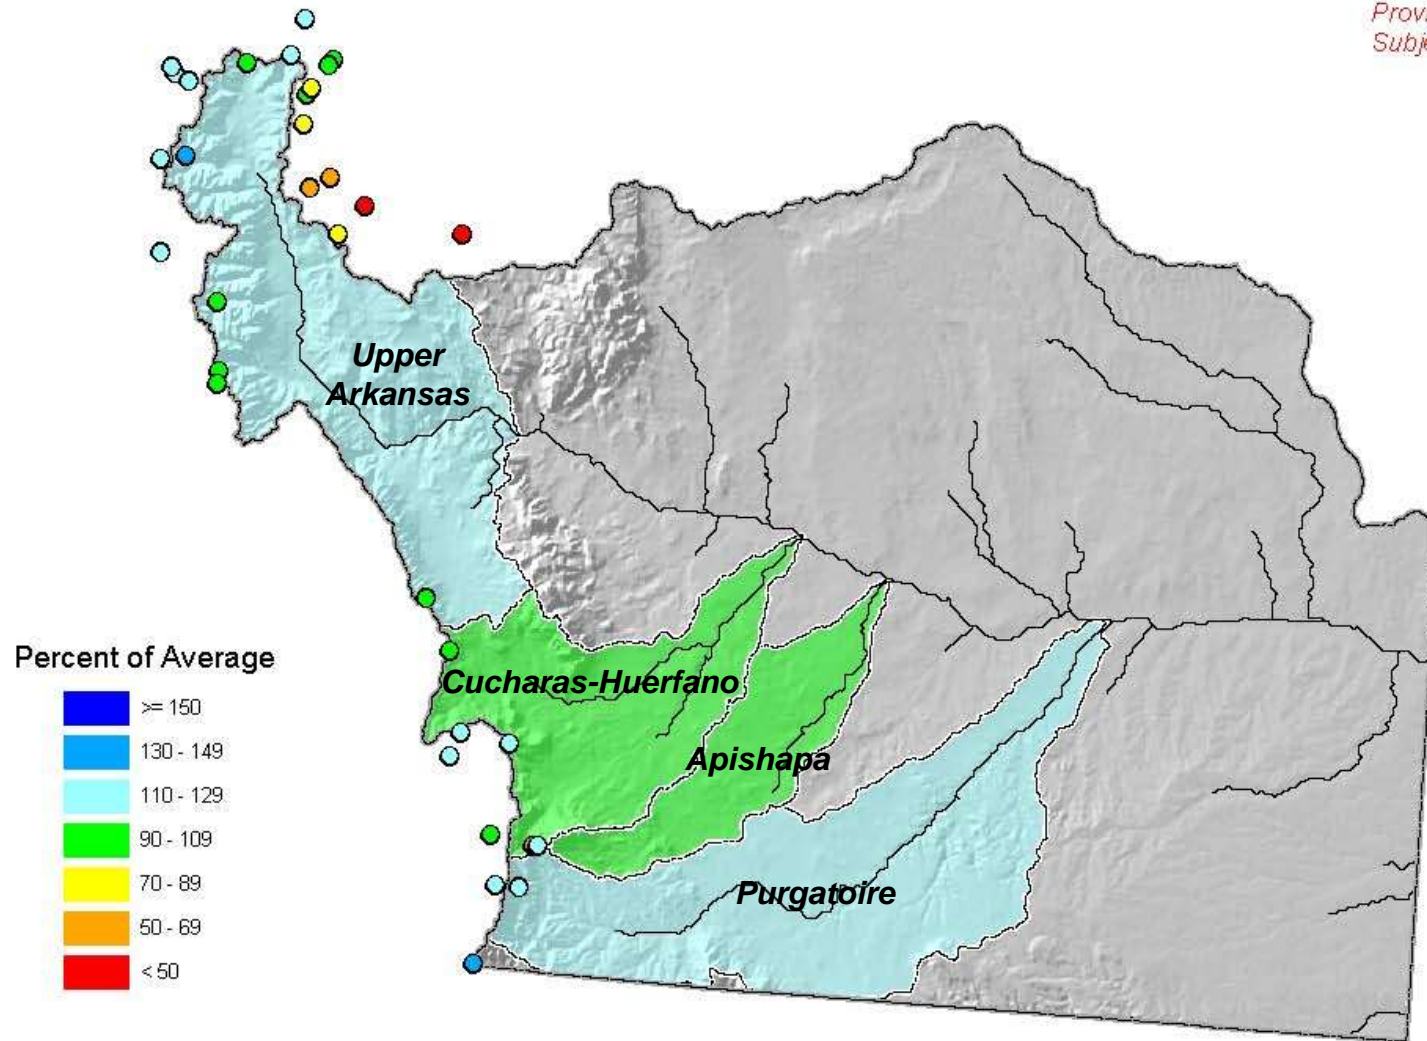 Upper
Arkansas
Cucharas-Huerfano
Apishapa
Purgatoire
Percent of Average
>= 150
130 - 149
110 - 129
90 - 109
70 - 89
50 - 69
< 50